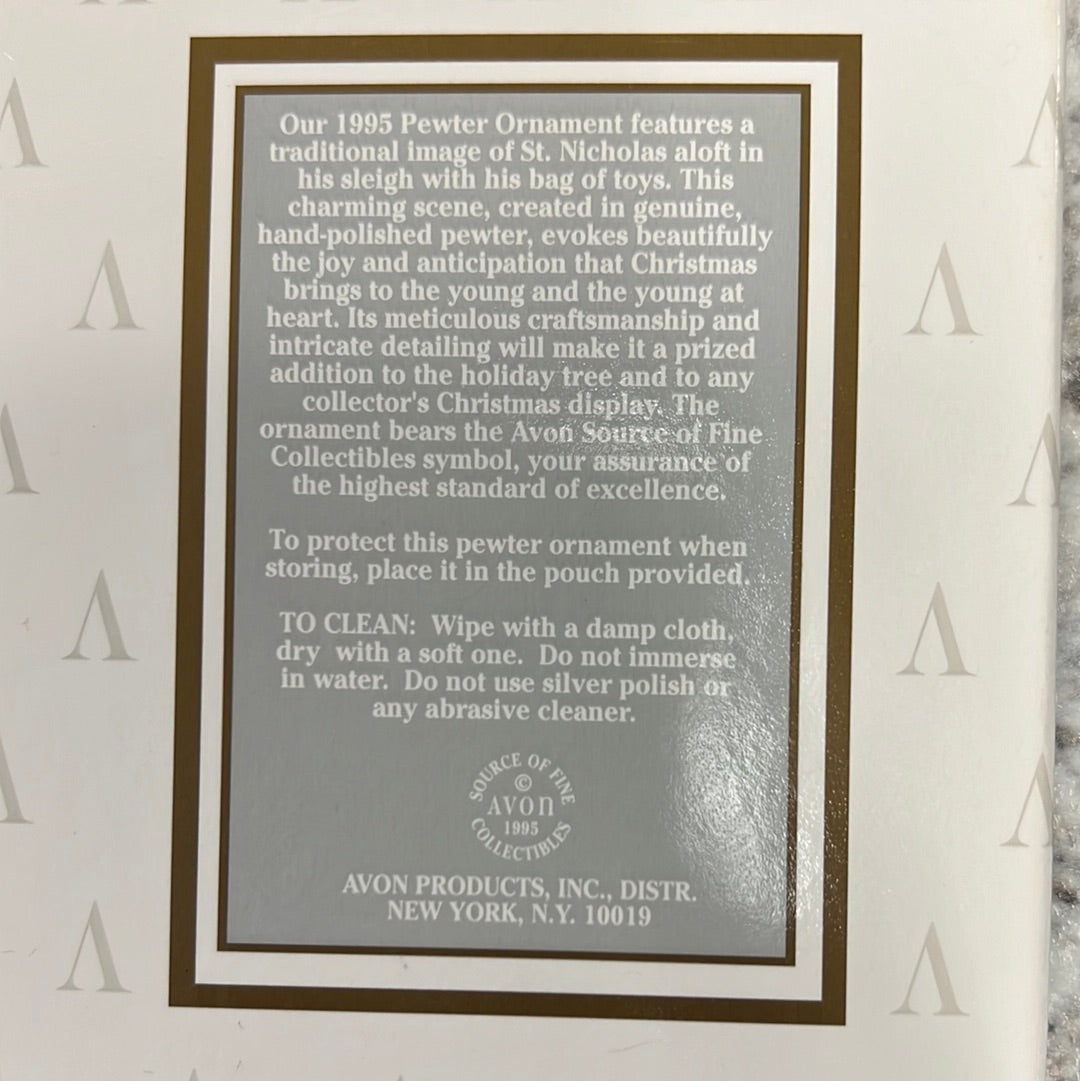 Our 1995 Pewter Ornament features a
traditional image of St. Nicholas aloft in
his sleigh with his bag of toys. This
charming scene, created in genuine,
hand-polished pewter, evokes beautifully
the joy and anticipation that Christmas
brings to the young and the young at
heart. Its meticulous craftsmanship and
intricate detailing will make it a prized
addition to the holiday tree and to any
collector's Christmas display. The
ornament bears the Avon Source of Fine
Collectibles symbol, your assurance of
the highest standard of excellence.
To protect this pewter ornament when
storing, place it in the pouch provided.
TO CLEAN: Wipe with a damp cloth,
dry with a soft one. Do not immerse
in water. Do not use silver polish or
any abrasive cleaner.
SOURCE OF FINE
©
AVON
1995
COLLECTIBLES
AVON PRODUCTS, INC., DISTR.
NEW YORK, N.Y. 10019